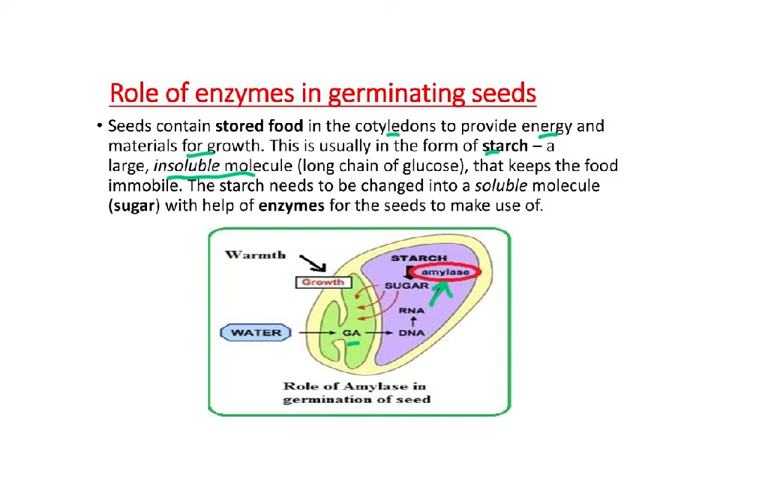 Role of enzymes in germinating seeds
• Seeds contain stored food in the cotyledons to provide energy and
materials for growth. This is usually in the form of starch – a
large, insoluble molecule (long chain of glucose), that keeps the food
immobile. The starch needs to be changed into a soluble molecule
(sugar) with help of enzymes for the seeds to make use of.
Warmth
STARCH
amylase
Growth
SUGAR
RNA
WATER
GA
DNA
Role of Amylase in
germination of seed